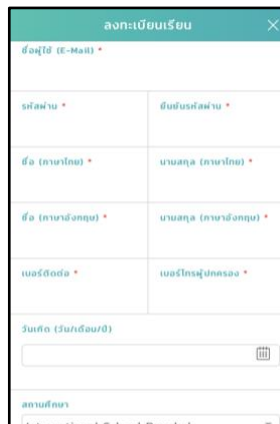 ลงทะเบียนเรียน
ชื่อผู้ใช้ (E-Mail) *
รหัสผ่าน * ยืนยันรหัสผ่าน *
ชื่อ (ภาษาไทย) * นามสกุล (ภาษาไทย) *
ชื่อ (ภาษาอังกฤษ) * นามสกุล (ภาษาอังกฤษ) *
เบอร์ติดต่อ * เบอร์โทรผู้ปกครอง *
วันเกิด (วัน/เดือน/ปี)
สถานศึกษา
International School Bangkok